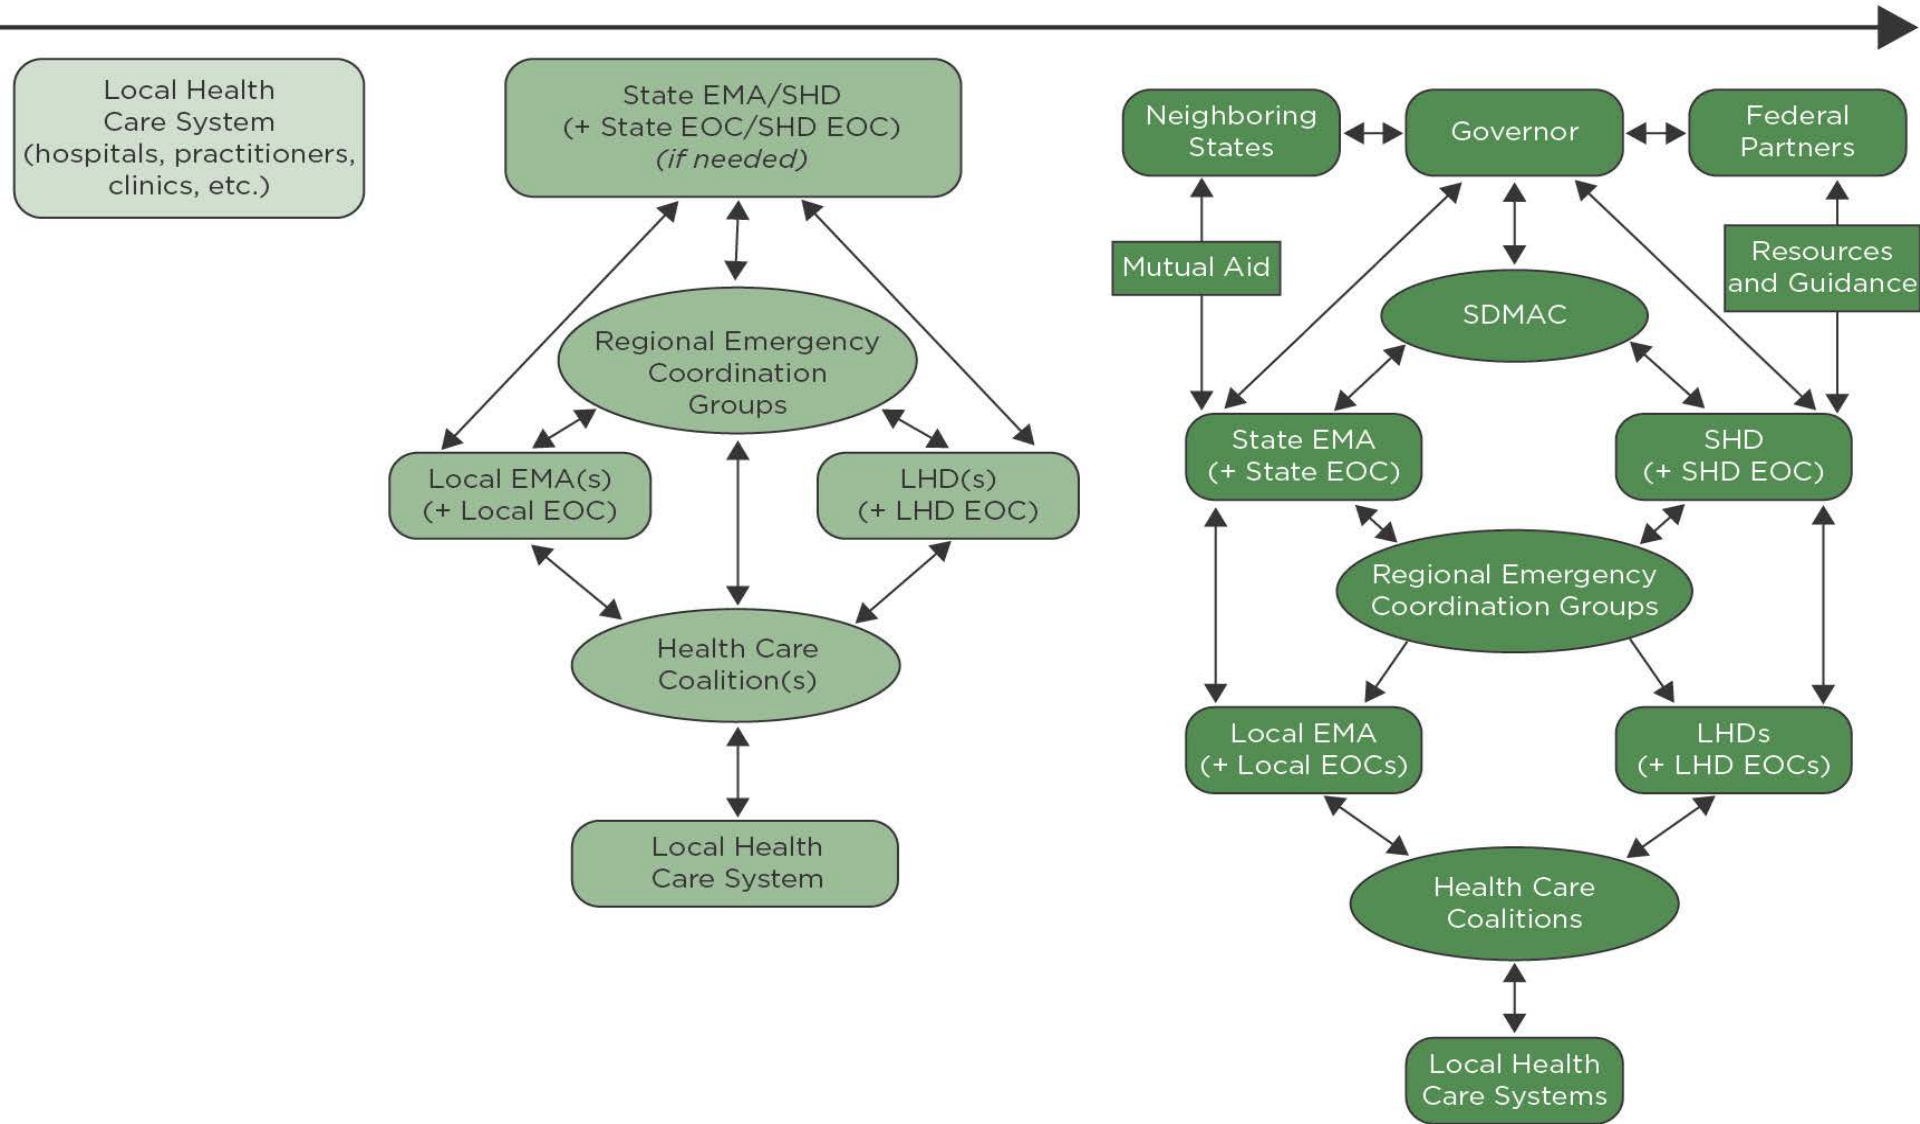 Local Health
Care System
(hospitals, practitioners,
clinics, etc.)
State EMA/SHD
(+ State EOC/SHD EOC)
(if needed)
Regional Emergency
Coordination
Groups
Local EMA(s)
(+ Local EOC)
LHD(s)
(+ LHD EOC)
Health Care
Coalition(s)
Local Health
Care System
Neighboring
States
Governor
Federal
Partners
Mutual Aid
Resources
and Guidance
SDMAC
State EMA
(+ State EOC)
SHD
(+ SHD EOC)
Regional Emergency
Coordination Groups
Local EMA
(+ Local EOCs)
LHDs
(+ LHD EOCs)
Health Care
Coalitions
Local Health
Care Systems